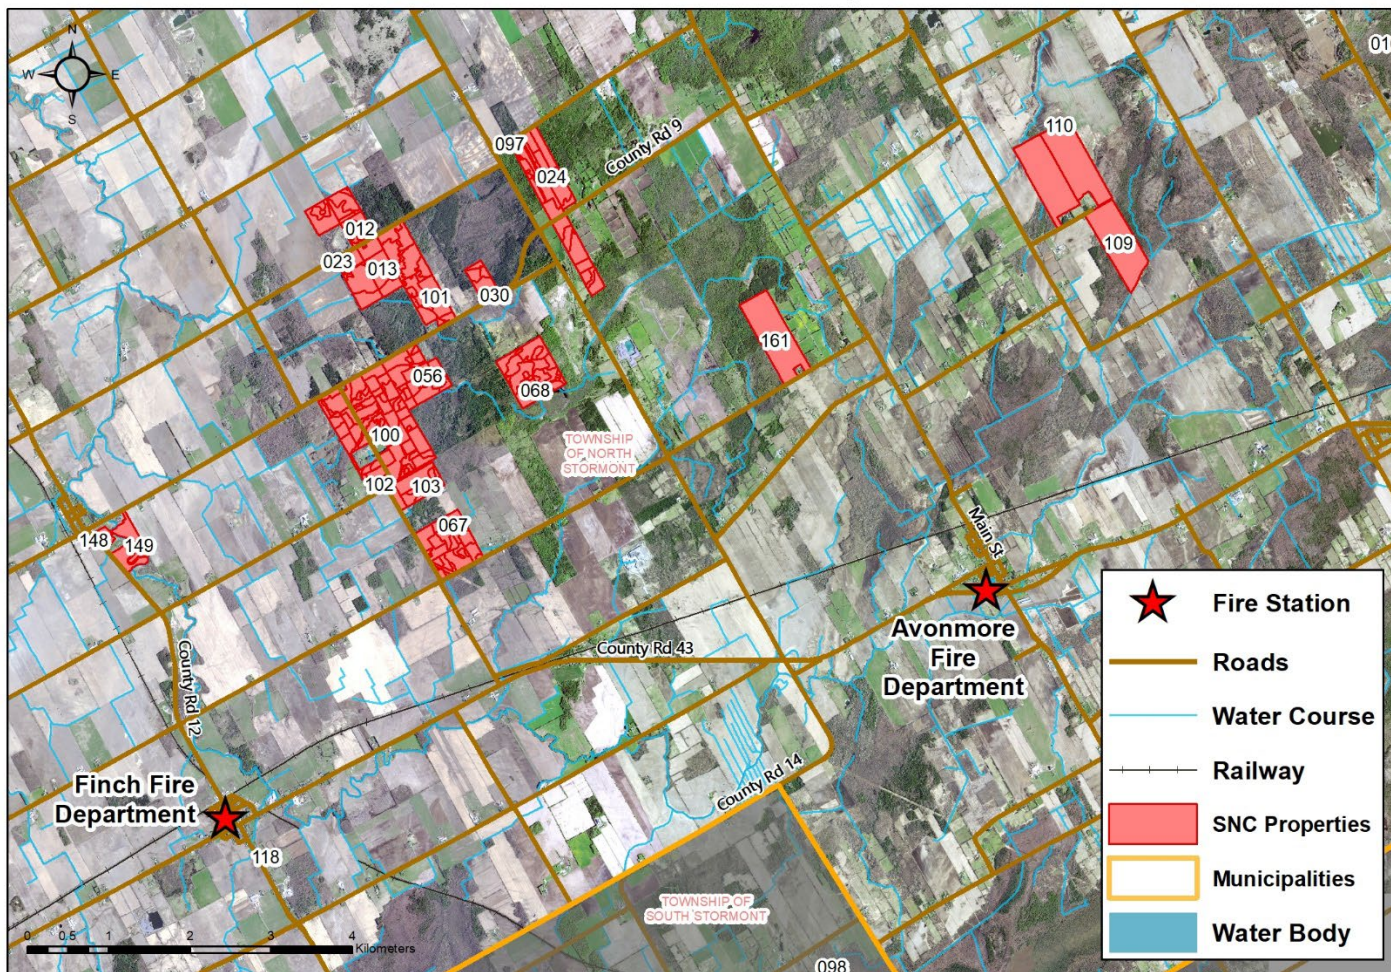 N
W
E
S
01
110
097
County Rd 9
024
012
023
013
109
101
030
161
056
068
100
TOWNSHIP
OF NORTH
STORMONT
102
103
067
Main St
148
149
Fire Station
Avonmore
Fire
Department
County Rd 43
Roads
County Rd 12
Water Course
County Rd 14
Railway
Finch Fire
Department
SNC Properties
118
Municipalities
TOWNSHIP OF
SOUTH STORMONT
Water Body
0 0.5 1 2 3 4
Kilometers
098